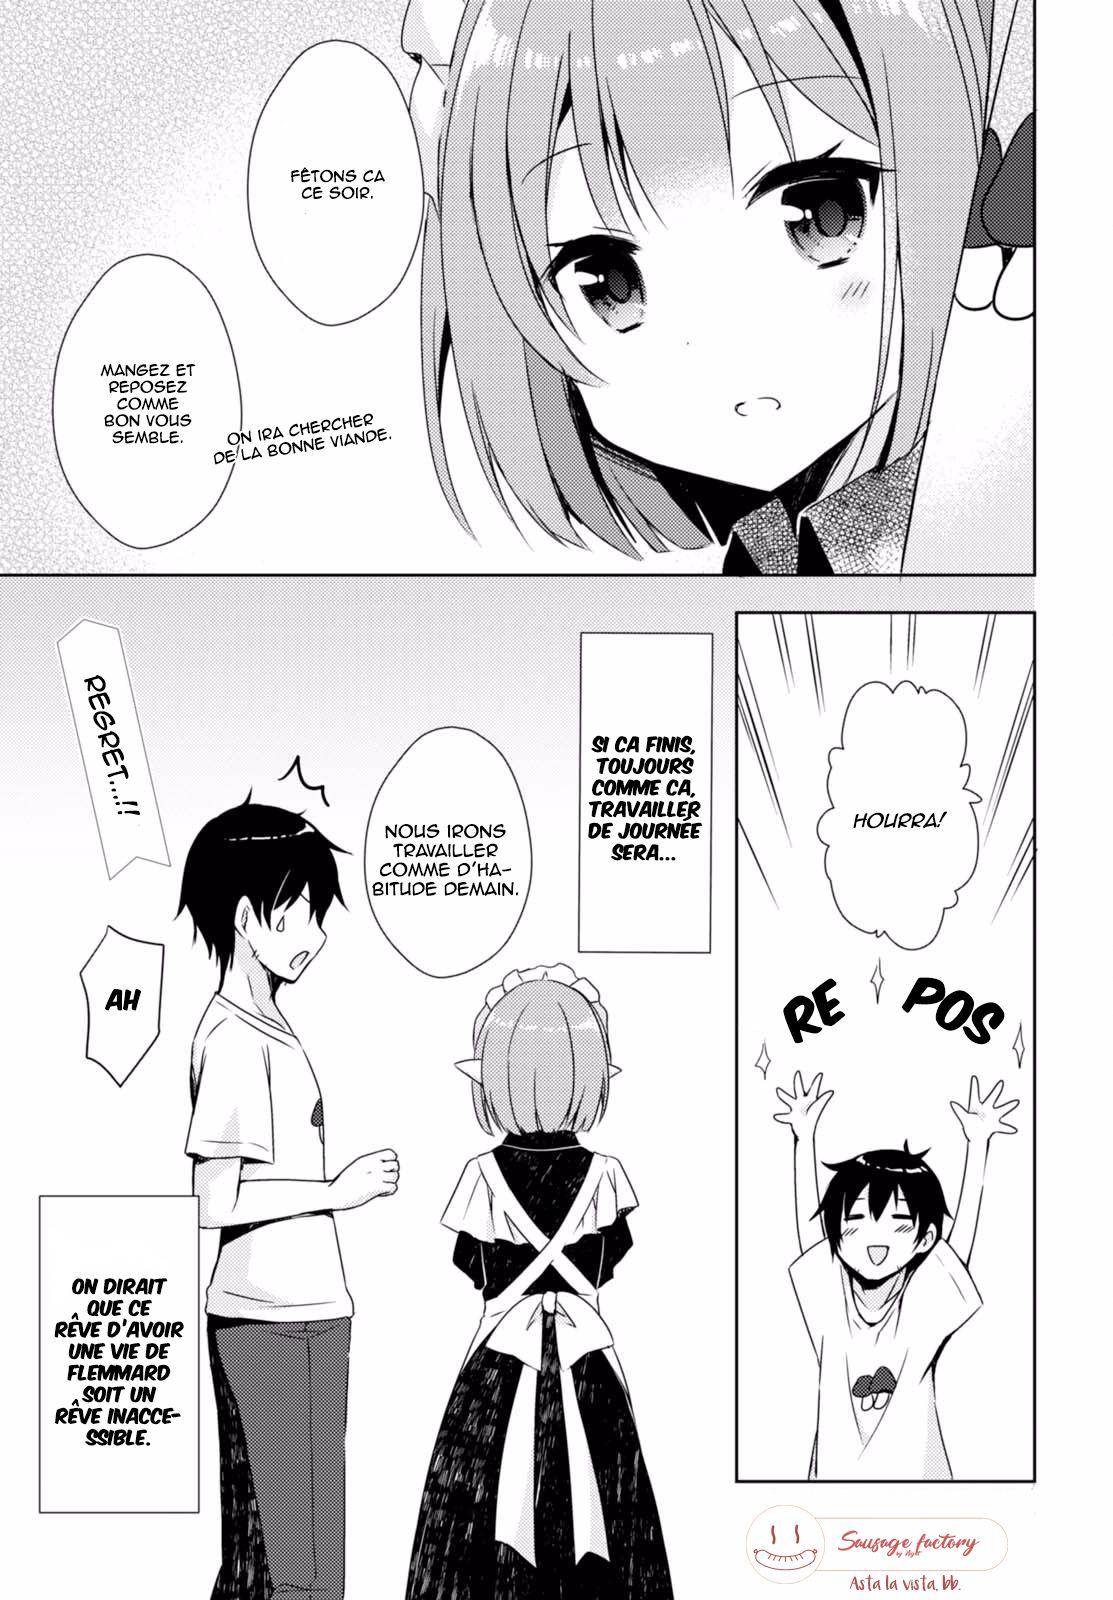 FÊTONS CA
CE SOIR.
MANGEZ ET
REPOSEZ
COMME
BON VOUS
SEMBLE.
ON IRA CHERCHER
DE LA BONNE VIANDE.
HOURRA!
RE POS
SI CA FINIS,
TOUJOURS
COMME CA,
TRAVAILLER
DE JOURNÉE
SERA...
NOUS IRONS
TRAVAILLER
COMME D'HA-
BITUDE DEMAIN.
REGRET...!!
AH
ON DIRAIT
QUE CE
RÊVE D'AVOIR
UNE VIE DE
FLEMMARD
SOIT UN
RÊVE INACCE-
SSIBLE.
Sausage factory
Asta la vista, bb.